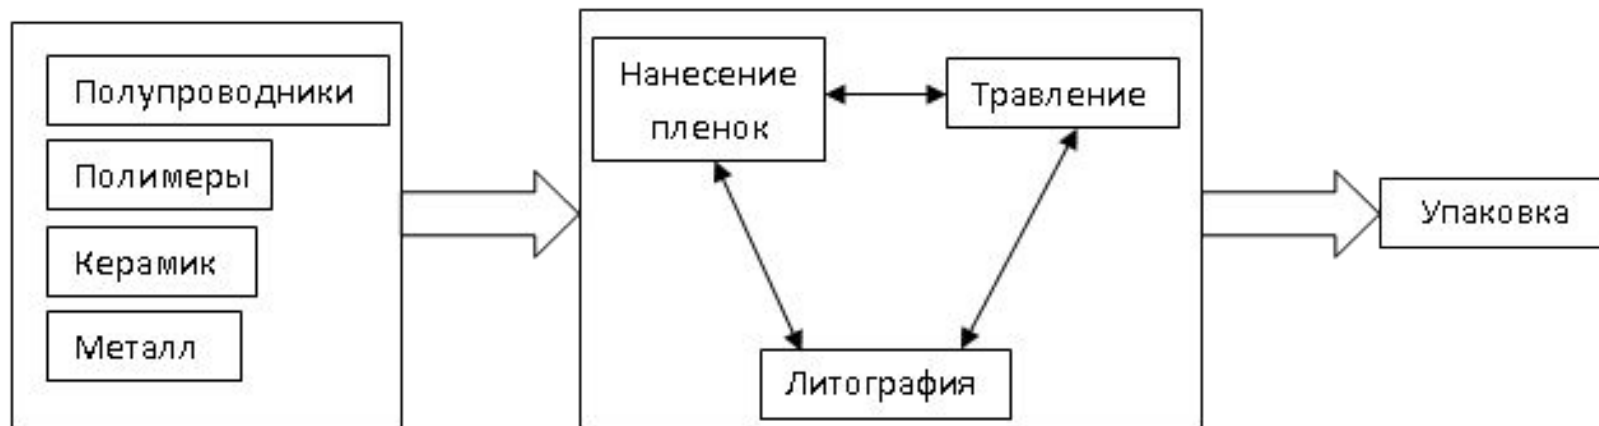 Полупроводники
Полимеры
Керамик
Металл
Нанесение
пленок
Травление
Литография
Упаковка